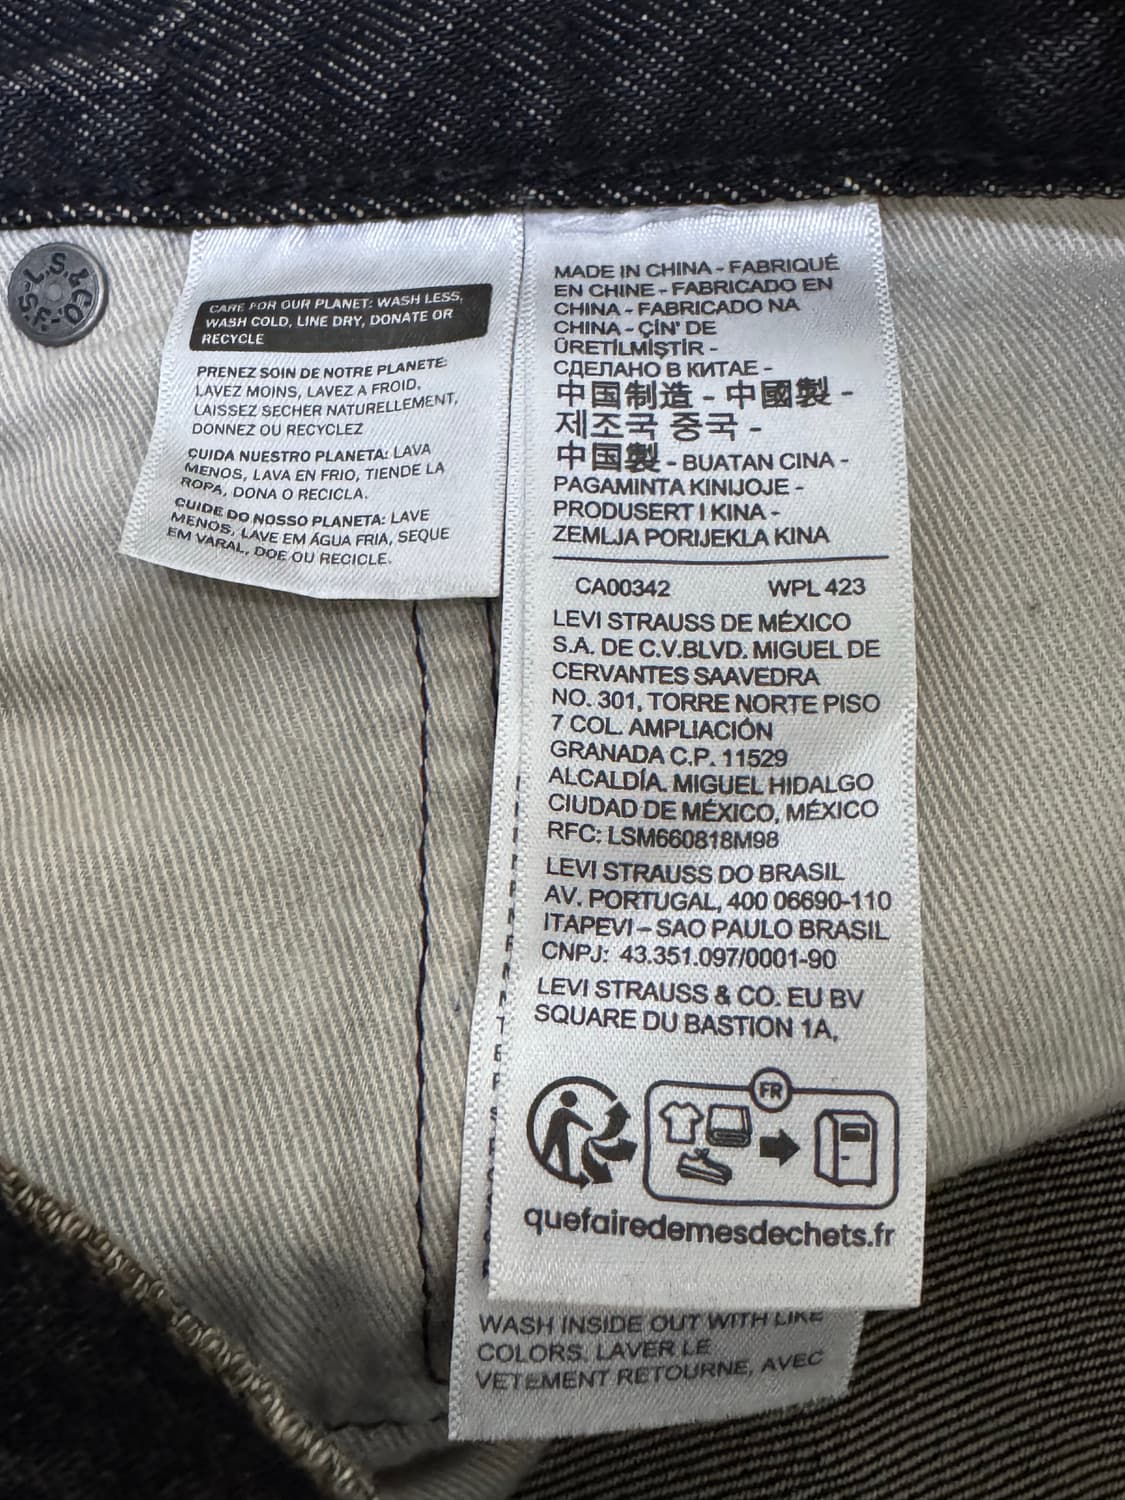 L.S.&CO.-S.F.-
CARE FOR OUR PLANET: WASH LESS,
WASH COLD, LINE DRY, DONATE OR
RECYCLE
PRENEZ SOIN DE NOTRE PLANETE:
LAVEZ MOINS, LAVEZ A FROID,
LAISSEZ SECHER NATURELLEMENT,
DONNEZ OU RECYCLEZ
CUIDA NUESTRO PLANETA: LAVA
MENOS, LAVA EN FRIO, TIENDE LA
ROPA, DONA O RECICLA.
CUIDE DO NOSSO PLANETA: LAVE
MENOS, LAVE EM ÁGUA FRIA, SEQUE
EM VARAL, DOE OU RECICLE.
MADE IN CHINA - FABRIQUÉ
EN CHINE - FABRICADO EN
CHINA - FABRICADO NA
CHINA - ÇİN' DE
ÜRETİLMİŞTİR -
СДЕЛАНО В КИТАЕ -
中国制造 - 中國製 -
제조국 중국 -
中国製 - BUATAN CINA -
PAGAMINTA KINIJOJE -
PRODUSERT I KINA -
ZEMLJA PORIJEKLA KINA
CA00342 WPL 423
LEVI STRAUSS DE MÉXICO
S.A. DE C.V.BLVD. MIGUEL DE
CERVANTES SAAVEDRA
NO. 301, TORRE NORTE PISO
7 COL. AMPLIACIÓN
GRANADA C.P. 11529
ALCALDÍA. MIGUEL HIDALGO
CIUDAD DE MÉXICO, MÉXICO
RFC: LSM660818M98
LEVI STRAUSS DO BRASIL
AV. PORTUGAL, 400 06690-110
ITAPEVI – SAO PAULO BRASIL
CNPJ: 43.351.097/0001-90
LEVI STRAUSS & CO. EU BV
SQUARE DU BASTION 1A,
FR
quefairedemesdechets.fr
WASH INSIDE OUT WITH LIKE
COLORS. LAVER LE
VETEMENT RETOURNE, AVEC